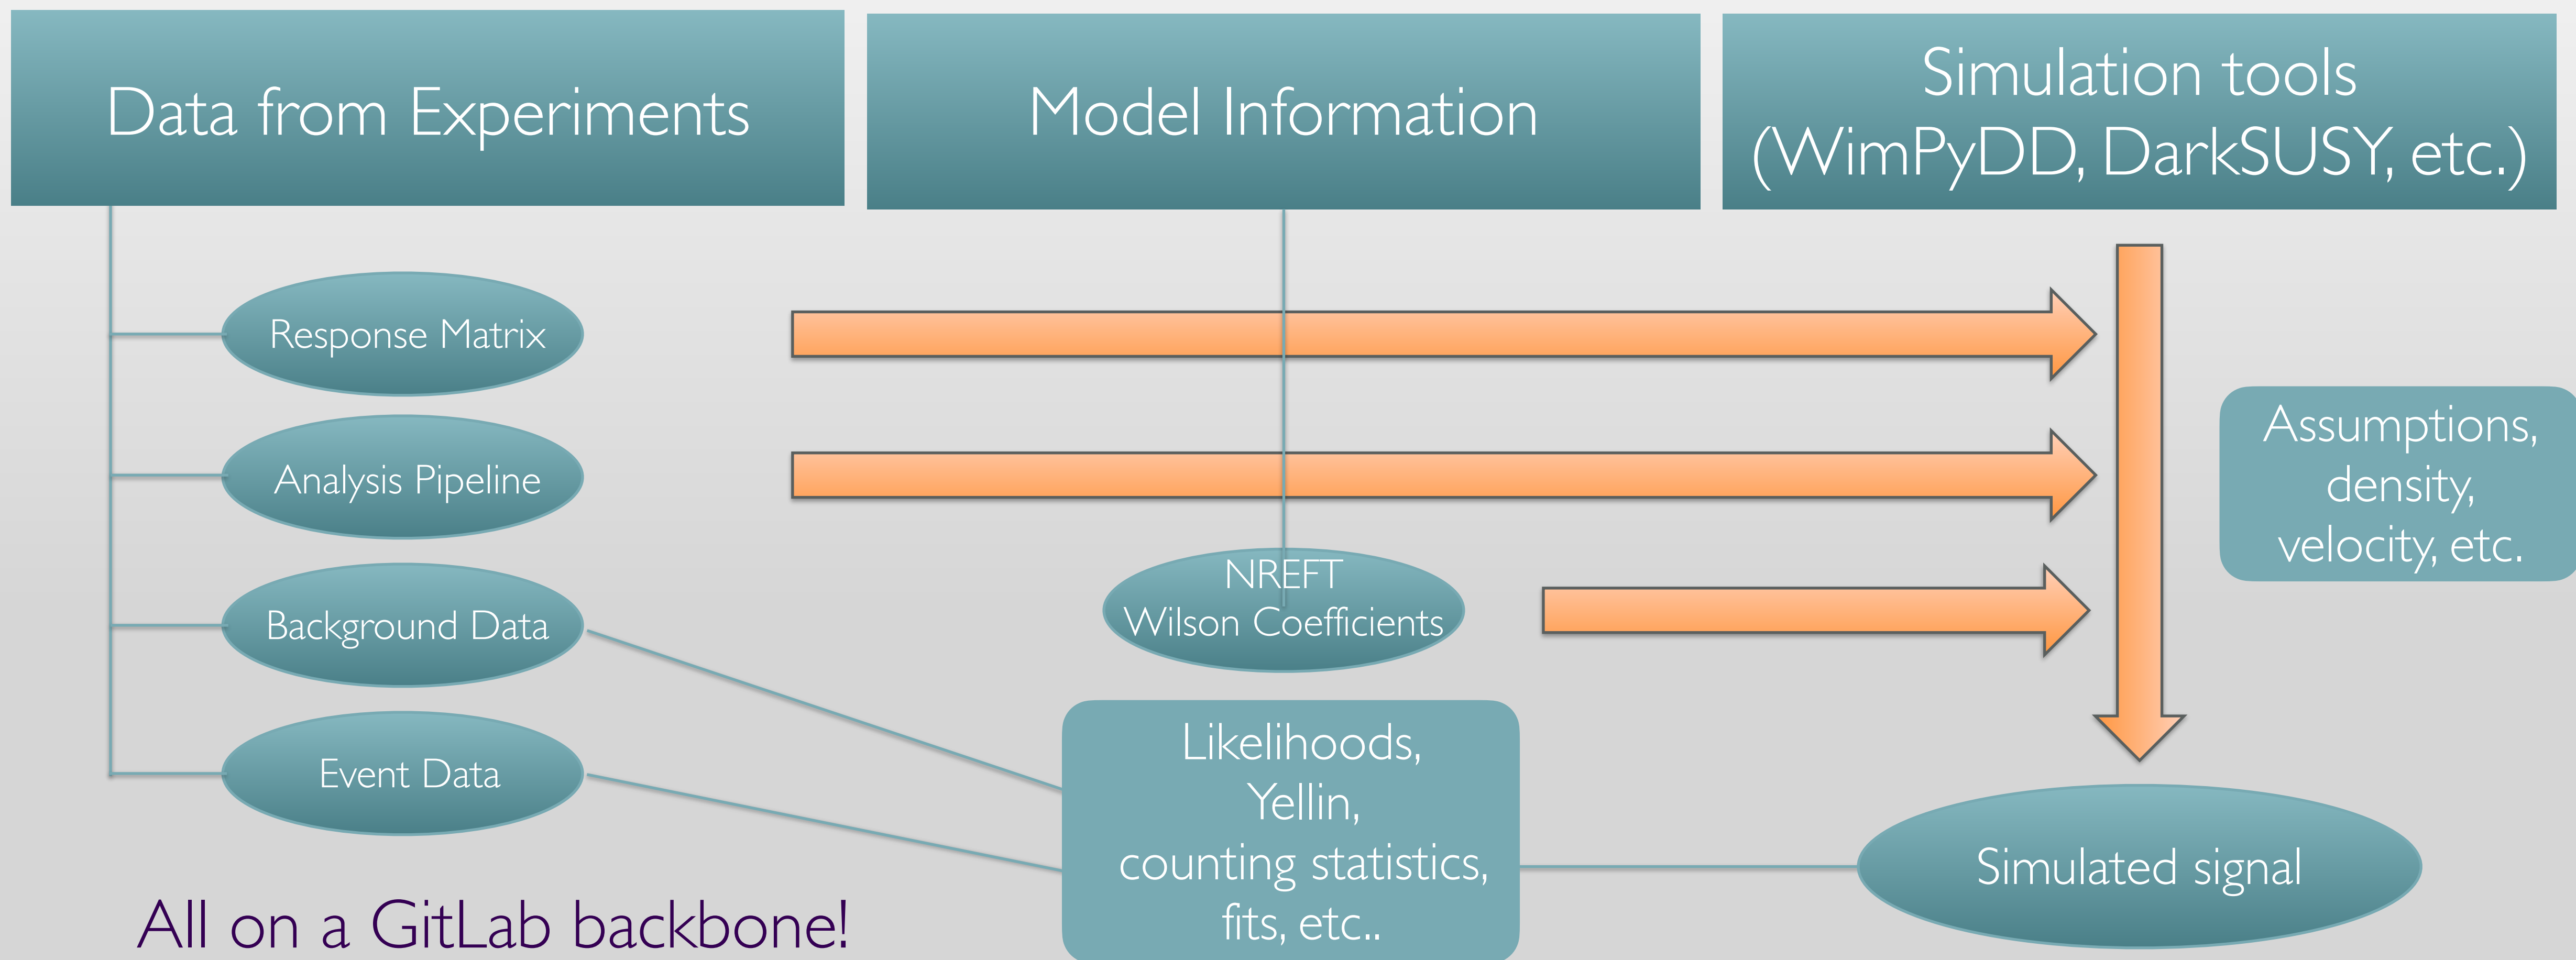 Data from Experiments
Model Information
Simulation tools
(WimPyDD, DarkSUSY, etc.)
Response Matrix
Analysis Pipeline
Background Data
Event Data
NREFT
Wilson Coefficients
Assumptions,
density,
velocity, etc.
Likelihoods,
Yellin,
counting statistics,
fits, etc..
Simulated signal
All on a GitLab backbone!